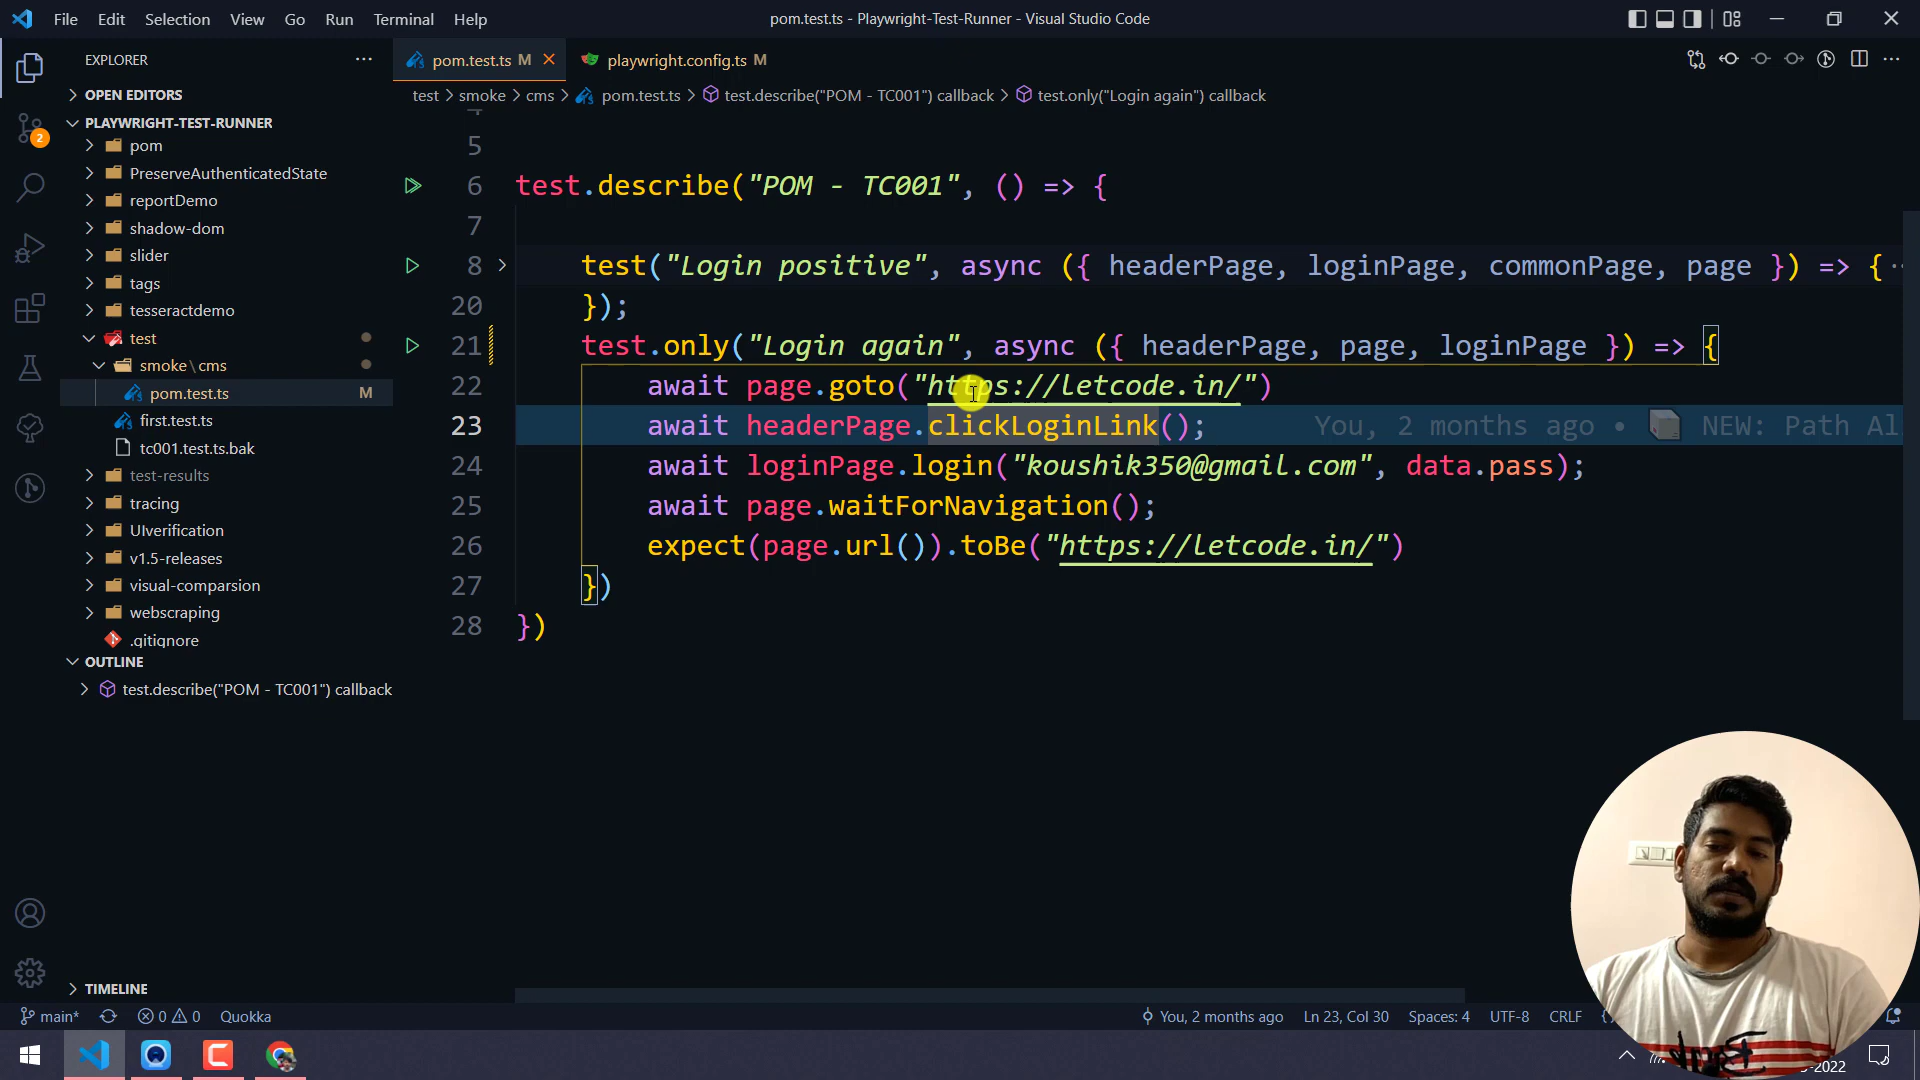 File Edit Selection View Go Run Terminal Help
pom.test.ts - Playwright-Test-Runner - Visual Studio Code
EXPLORER
pom.test.ts M
playwright.config.ts M
test > smoke > cms > pom.test.ts > test.describe("POM - TC001") callback > test.only("Login again") callback
OPEN EDITORS
PLAYWRIGHT-TEST-RUNNER
pom
PreserveAuthenticatedState
reportDemo
shadow-dom
slider
tags
tesseractdemo
test
smoke\cms
pom.test.ts M
first.test.ts
tc001.test.ts.bak
test-results
tracing
UIverification
v1.5-releases
visual-comparsion
webscraping
.gitignore
OUTLINE
test.describe("POM - TC001") callback
TIMELINE
2
5
6 test.describe("POM - TC001", () => {
7
8 test("Login positive", async ({ headerPage, loginPage, commonPage, page }) => {
20 });
21 test.only("Login again", async ({ headerPage, page, loginPage }) => {
22 await page.goto("https://letcode.in/")
23 await headerPage.clickLoginLink(); You, 2 months ago • NEW: Path Al
24 await loginPage.login("koushik350@gmail.com", data.pass);
25 await page.waitForNavigation();
26 expect(page.url()).toBe("https://letcode.in/")
27 })
28 })
main* 0 0 Quokka
You, 2 months ago Ln 23, Col 30 Spaces: 4 UTF-8 CRLF
-2022